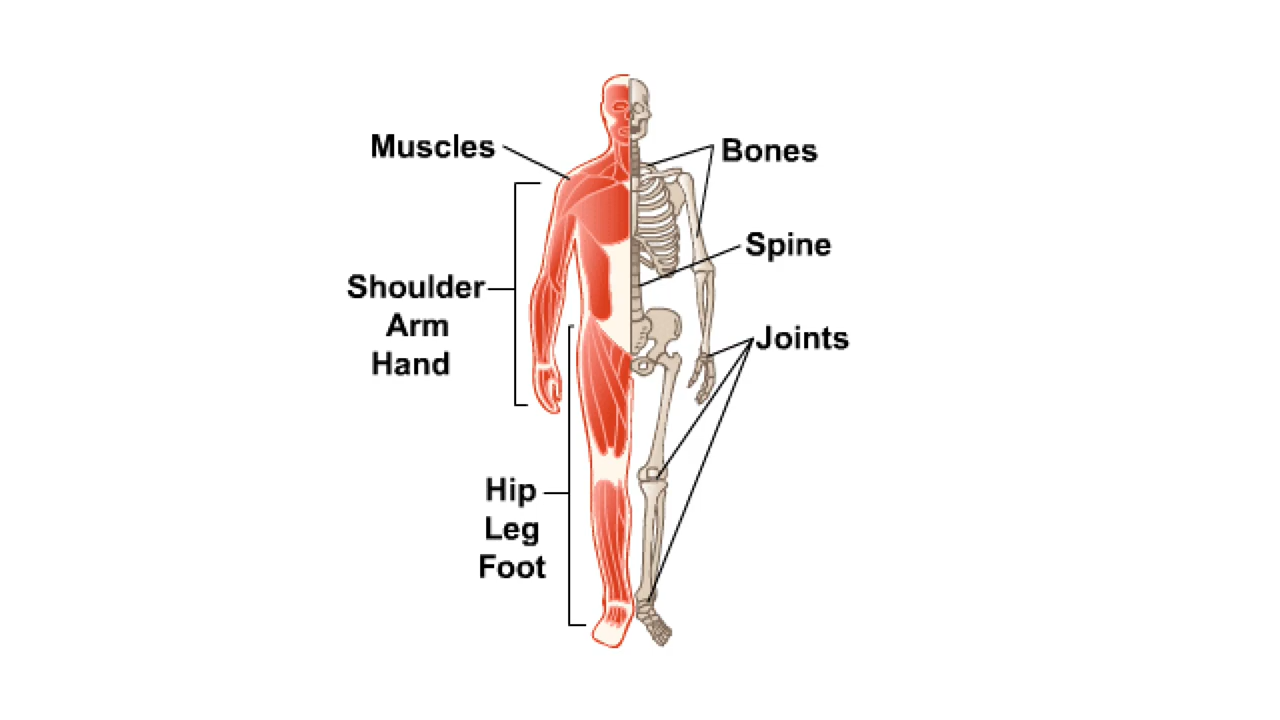 Muscles
Bones
Spine
Shoulder
Arm
Hand
Joints
Hip
Leg
Foot